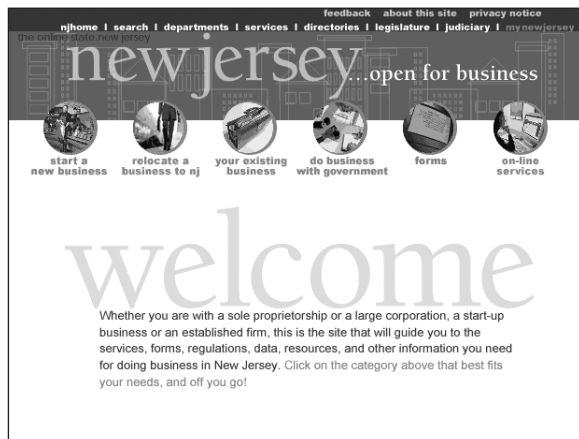 feedback about this site privacy notice
njhome I search I departments I services I directories I legislature I judiciary I mynewjersey
the online state.new jersey
newjersey...open for business
start a
new business
relocate a
business to nj
your existing
business
do business
with government
forms
on-line
services
welcome
Whether you are with a sole proprietorship or a large corporation, a start-up
business or an established firm, this is the site that will guide you to the
services, forms, regulations, data, resources, and other information you need
for doing business in New Jersey. Click on the category above that best fits
your needs, and off you go!